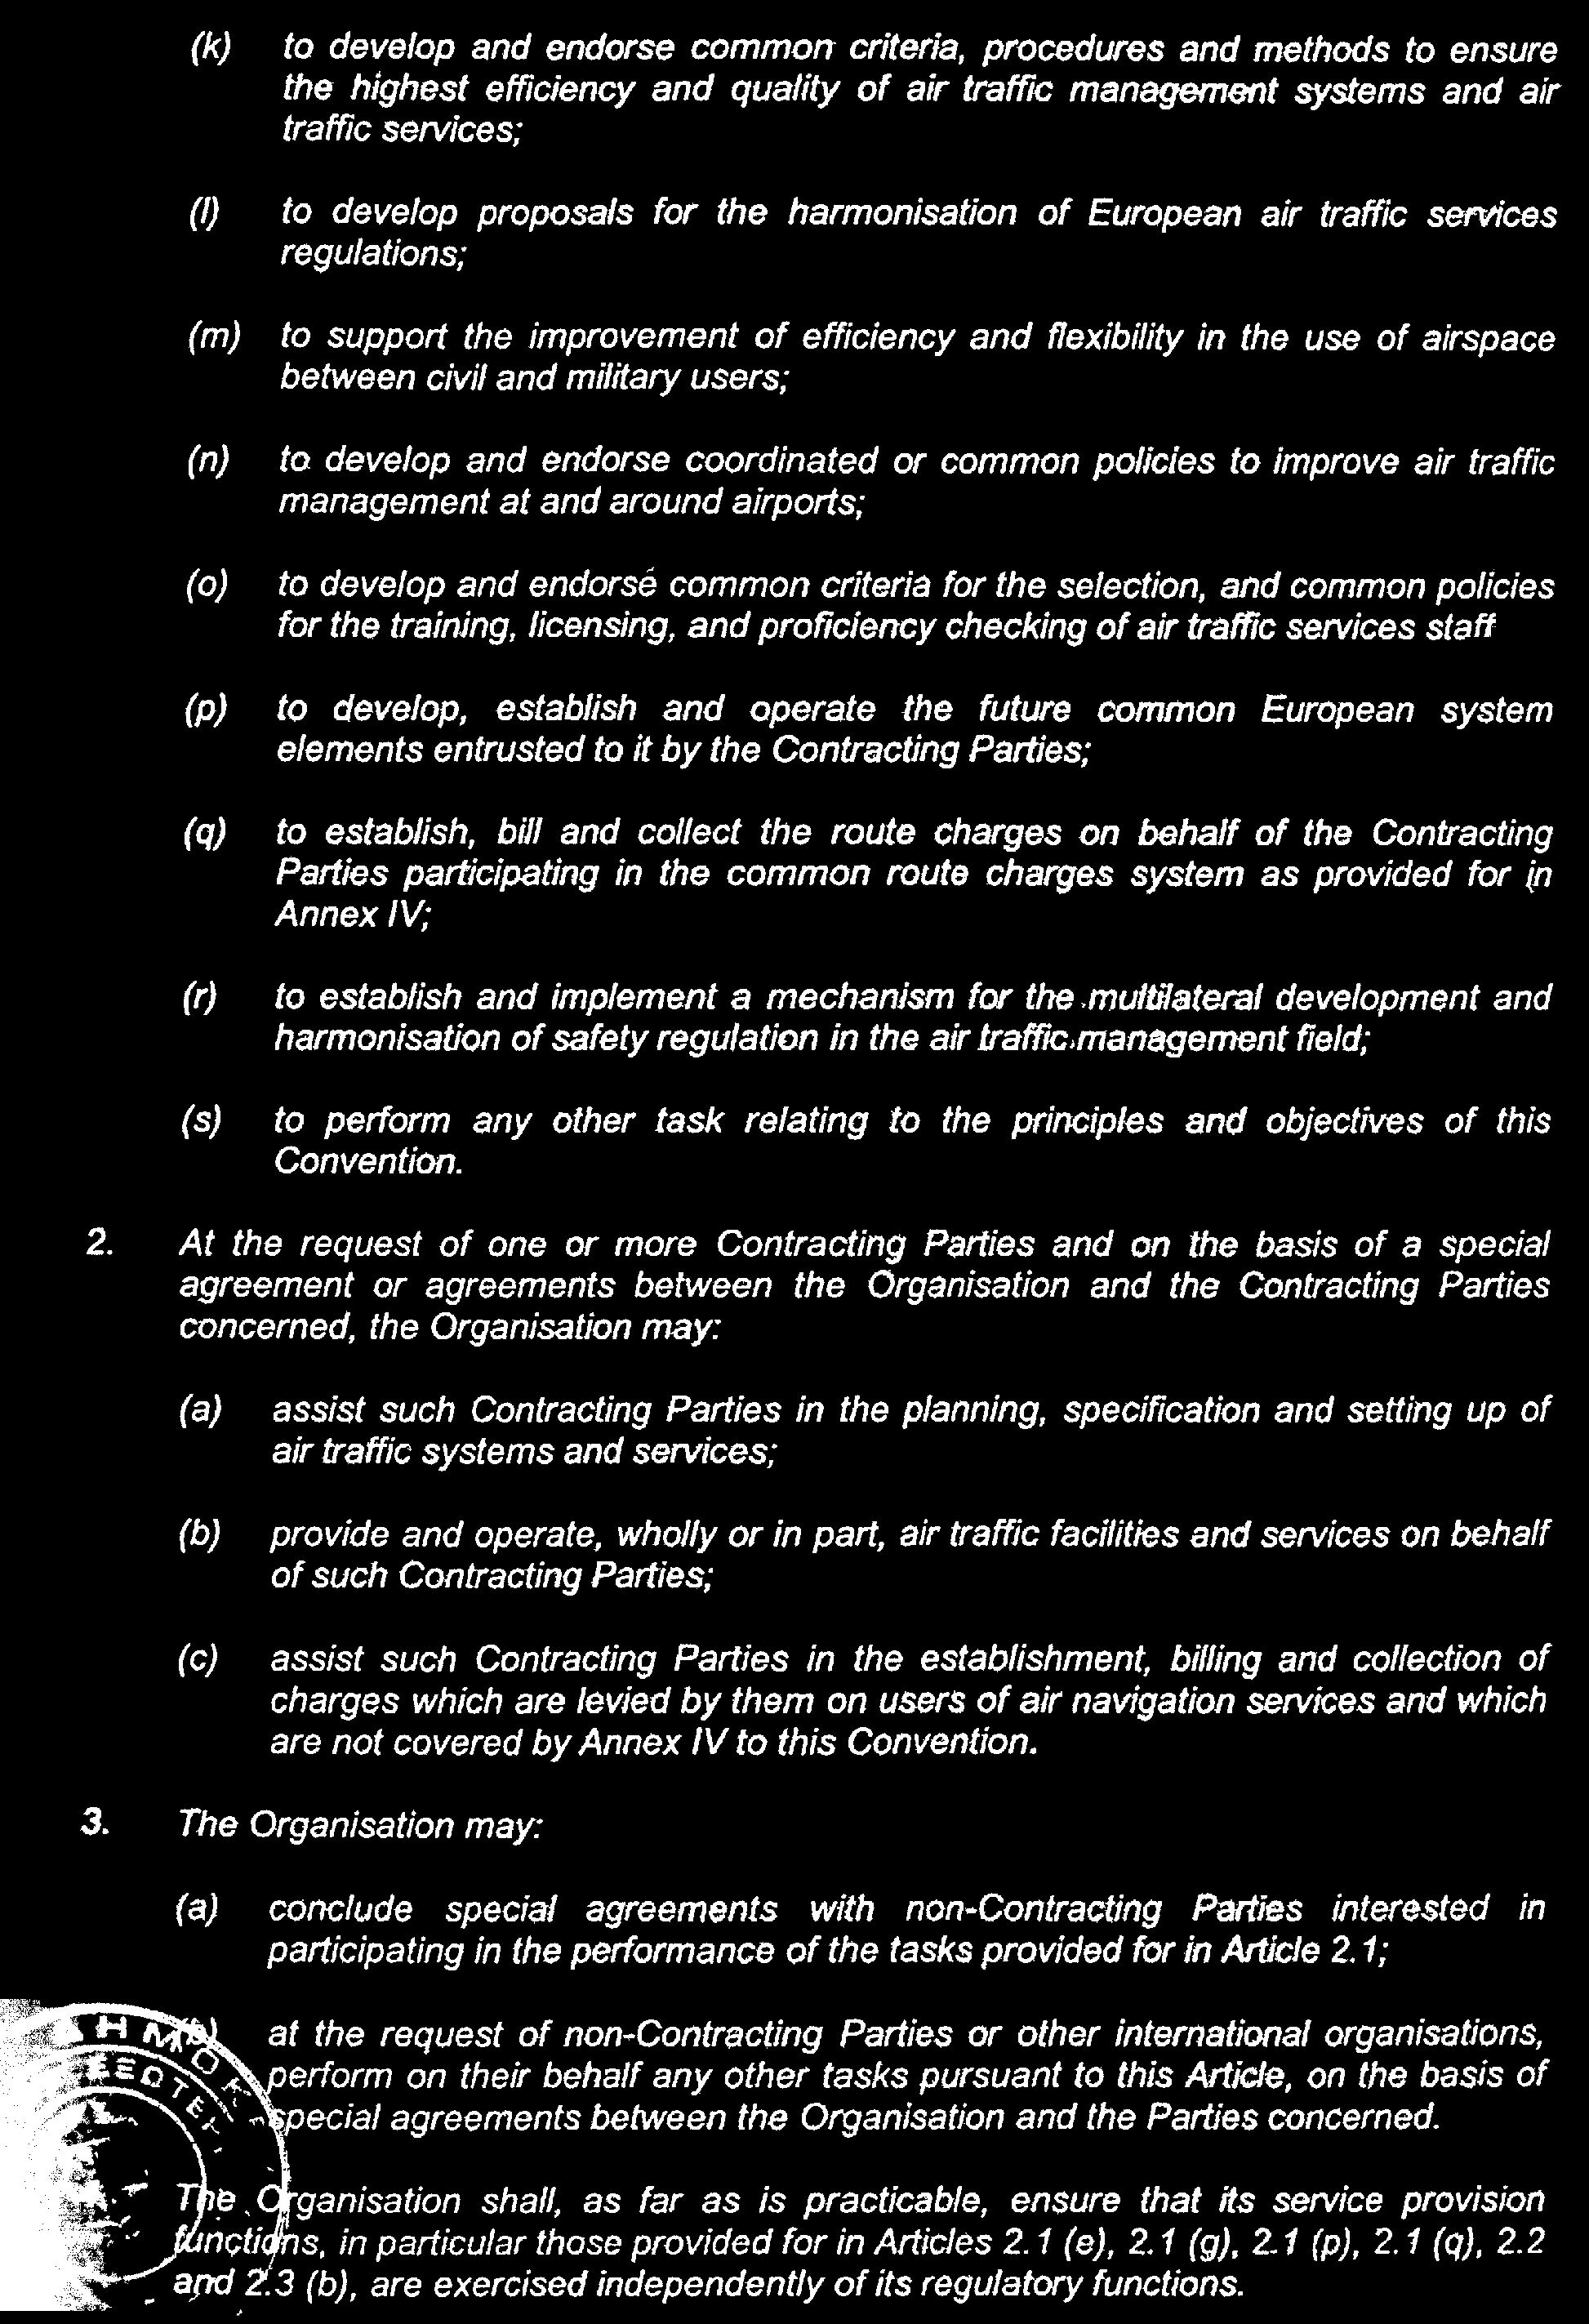 (k) to develop and endorse common criteria, procedures and methods to ensure
the highest efficiency and quality of air traffic management systems and air
traffic services;
(l) to develop proposals for the harmonisation of European air traffic services
regulations;
(m) to support the improvement of efficiency and flexibility in the use of airspace
between civil and military users;
(n) to develop and endorse coordinated or common policies to improve air traffic
management at and around airports;
(o) to develop and endorse common criteria for the selection, and common policies
for the training, licensing, and proficiency checking of air traffic services staff
(p) to develop, establish and operate the future common European system
elements entrusted to it by the Contracting Parties;
(q) to establish, bill and collect the route charges on behalf of the Contracting
Parties participating in the common route charges system as provided for in
Annex IV;
(r) to establish and implement a mechanism for the multilateral development and
harmonisation of safety regulation in the air traffic management field;
(s) to perform any other task relating to the principles and objectives of this
Convention.
2. At the request of one or more Contracting Parties and on the basis of a special
agreement or agreements between the Organisation and the Contracting Parties
concerned, the Organisation may:
(a) assist such Contracting Parties in the planning, specification and setting up of
air traffic systems and services;
(b) provide and operate, wholly or in part, air traffic facilities and services on behalf
of such Contracting Parties;
(c) assist such Contracting Parties in the establishment, billing and collection of
charges which are levied by them on users of air navigation services and which
are not covered by Annex IV to this Convention.
3. The Organisation may:
(a) conclude special agreements with non-Contracting Parties interested in
participating in the performance of the tasks provided for in Article 2.1;
at the request of non-Contracting Parties or other international organisations,
perform on their behalf any other tasks pursuant to this Article, on the basis of
special agreements between the Organisation and the Parties concerned.
The Organisation shall, as far as is practicable, ensure that its service provision
functions, in particular those provided for in Articles 2.1 (e), 2.1 (g), 2.1 (p), 2.1 (q), 2.2
and 2.3 (b), are exercised independently of its regulatory functions.